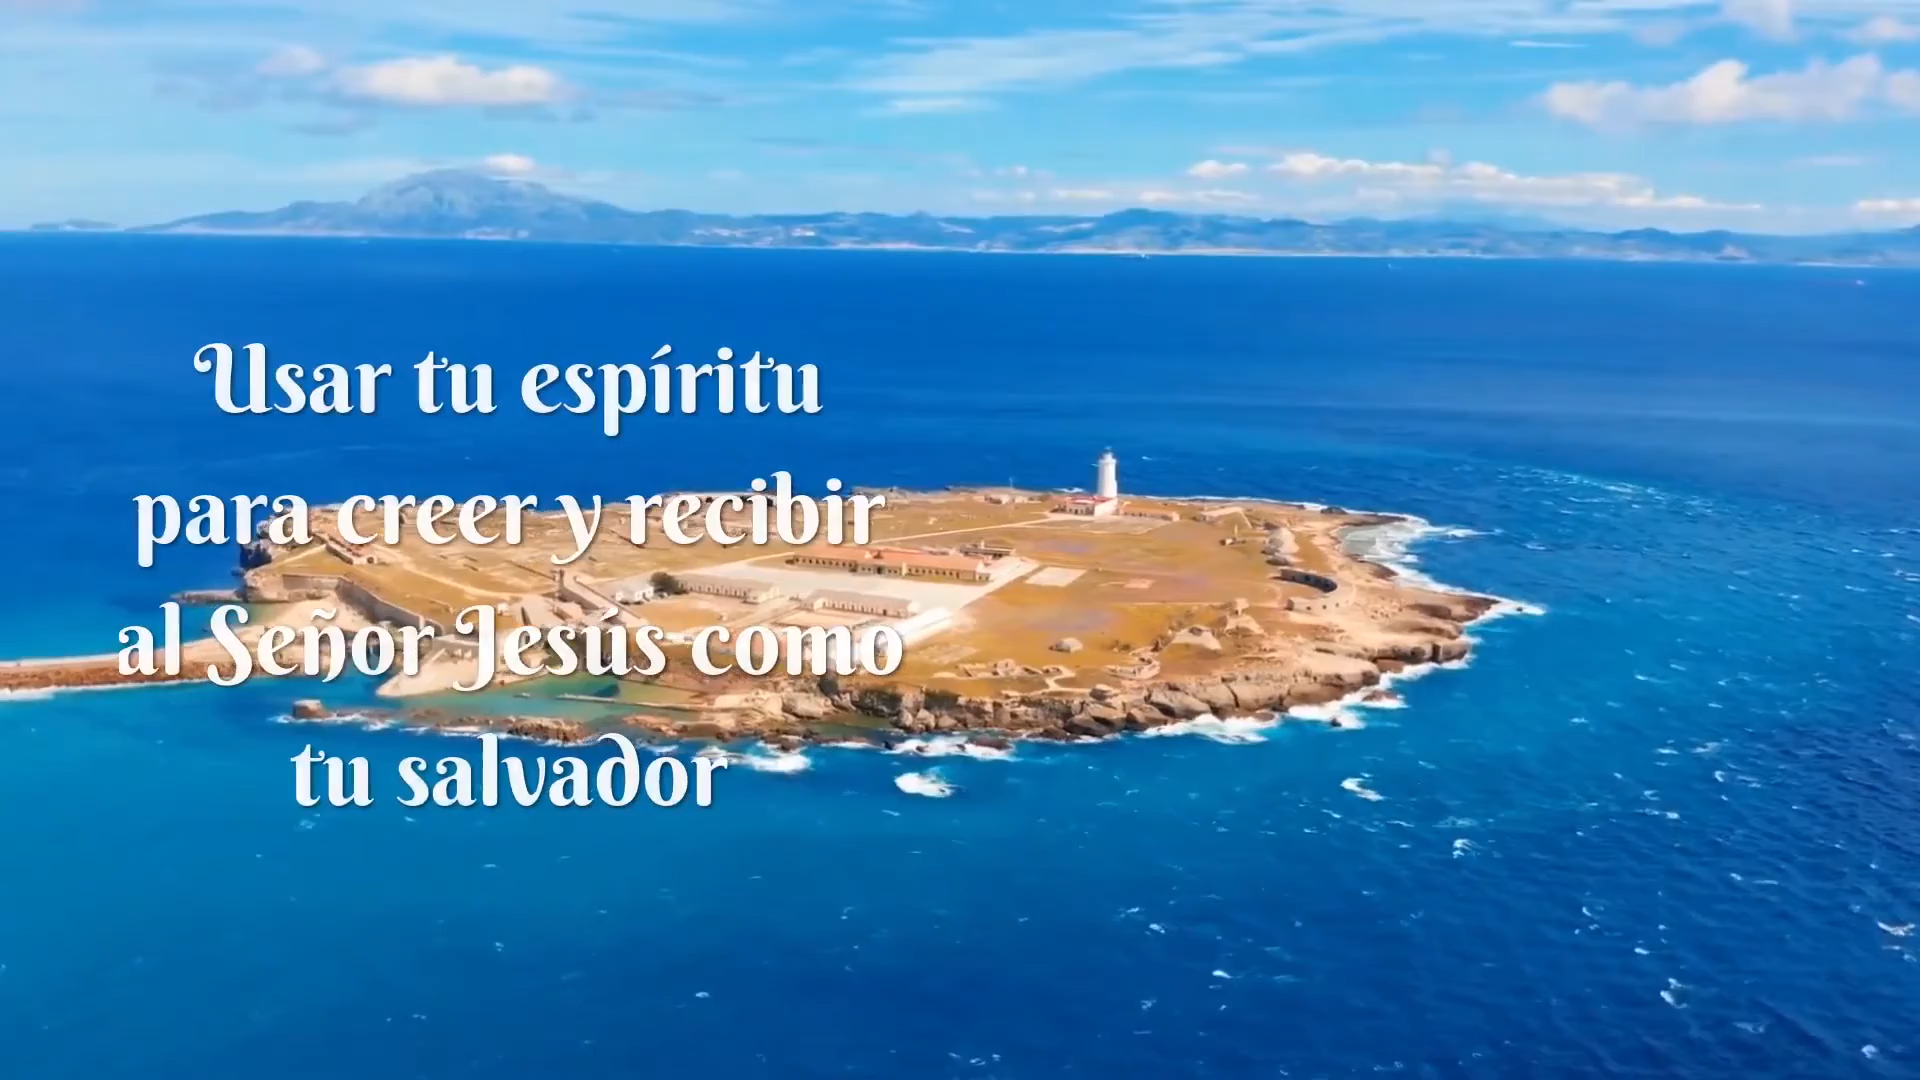 Usar tu espíritu
para creer y recibir
al Señor Jesús como
tu salvador